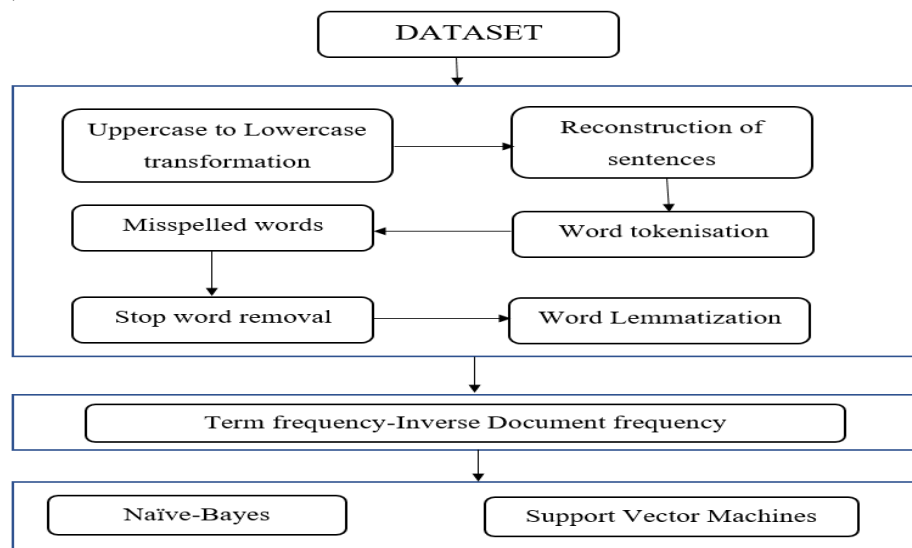 DATASET
Uppercase to Lowercase
transformation
Reconstruction of
sentences
Misspelled words
Word tokenisation
Stop word removal
Word Lemmatization
Term frequency-Inverse Document frequency
Naïve-Bayes
Support Vector Machines